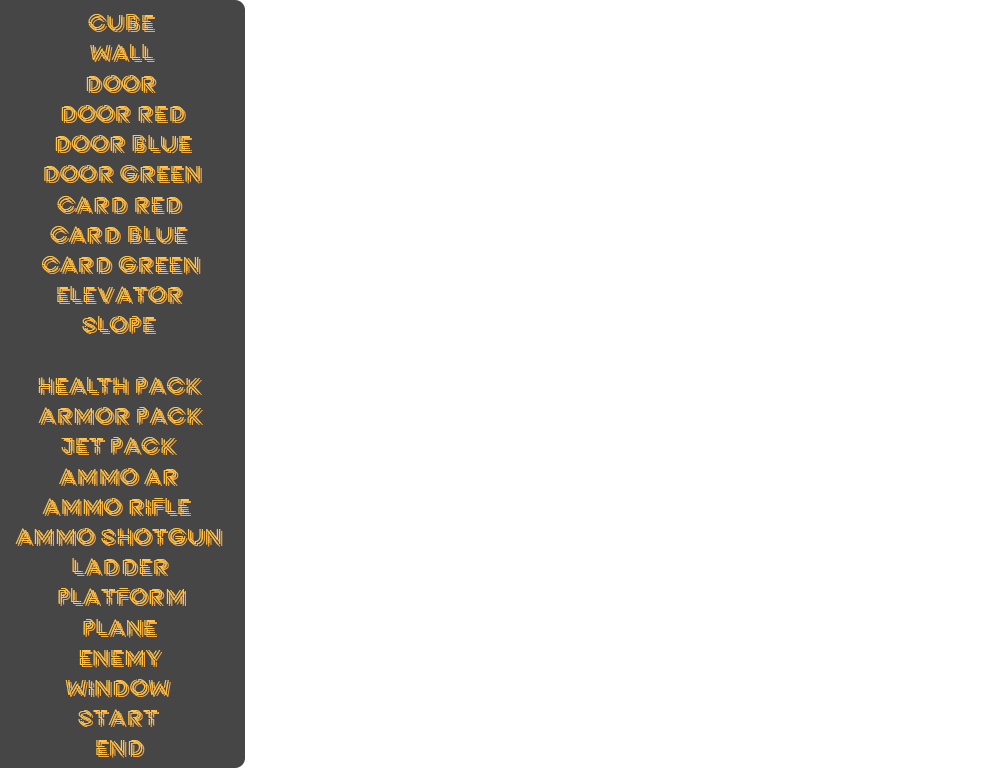 CUBE
WALL
DOOR
DOOR RED
DOOR BLUE
DOOR GREEN
CARD RED
CARD BLUE
CARD GREEN
ELEVATOR
SLOPE
HEALTH PACK
ARMOR PACK
JET PACK
AMMO AR
AMMO RIFLE
AMMO SHOTGUN
LADDER
PLATFORM
PLANE
ENEMY
WINDOW
START
END